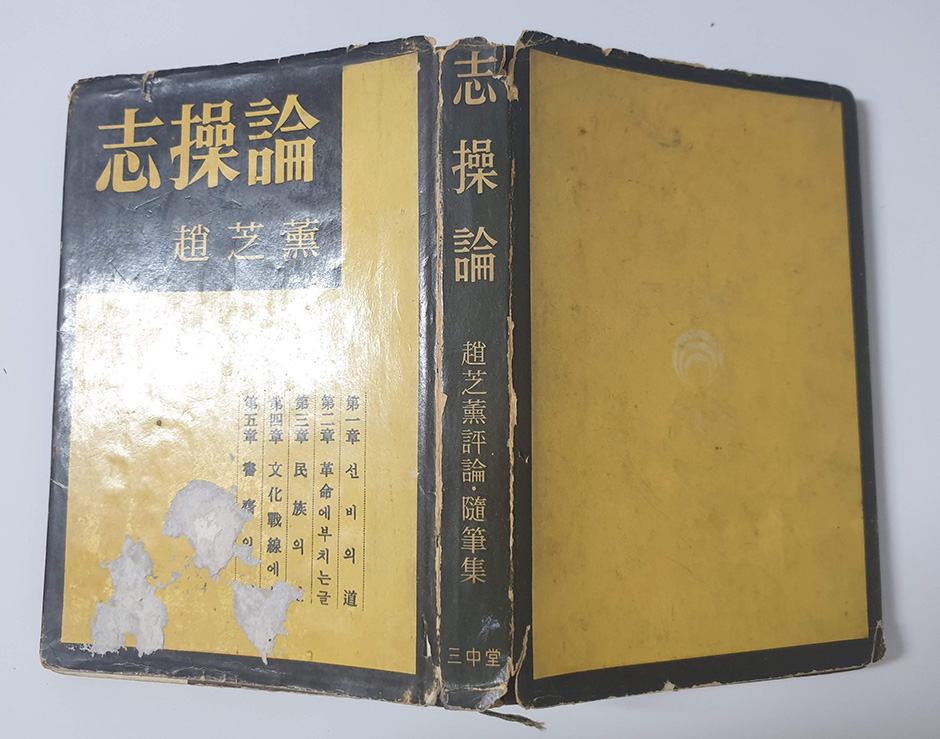 志操論
趙芝薰
第一章 선비의道
第二章 革命에부치는글
第三章 民族의
第四章 文化戰線에
第五章 書齋의
志操論
趙芝薰評論·隨筆集
三中堂